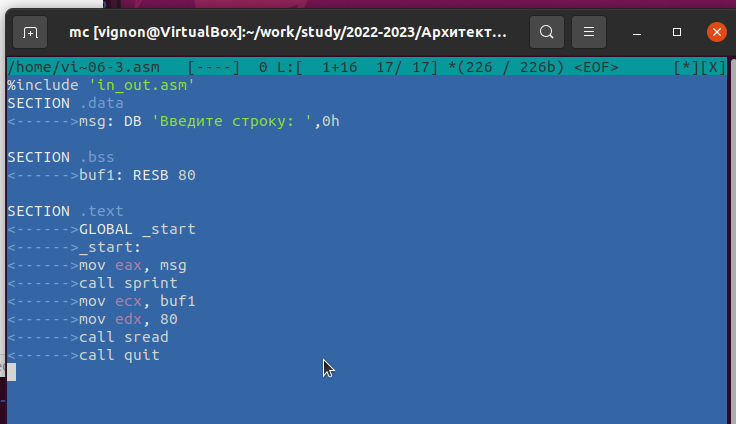 mc [vignon@VirtualBox]:~/work/study/2022-2023/Архитект...
/home/vi~06-3.asm   [----]  0 L:[  1+16  17/ 17] *(226 / 226b) <EOF>      [*][X]
%include 'in_out.asm'
SECTION .data
<------>msg: DB 'Введите строку: ',0h
SECTION .bss
<------>buf1: RESB 80
SECTION .text
<------>GLOBAL _start
<------>_start:
<------>mov eax, msg
<------>call sprint
<------>mov ecx, buf1
<------>mov edx, 80
<------>call sread
<------>call quit